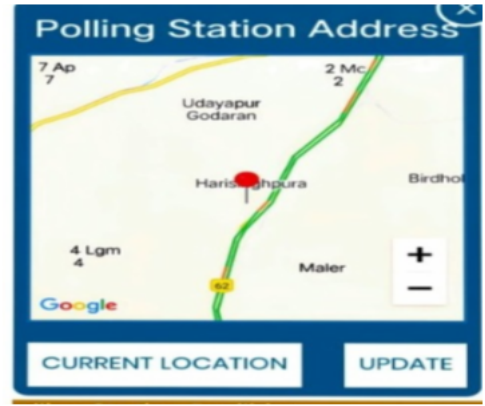 Polling Station Address
7 Ap
7
2 Mc
2
Udayapur
Godaran
Birdhol
4 Lgm
4
Maler
+
−
62
Google
CURRENT LOCATION
UPDATE